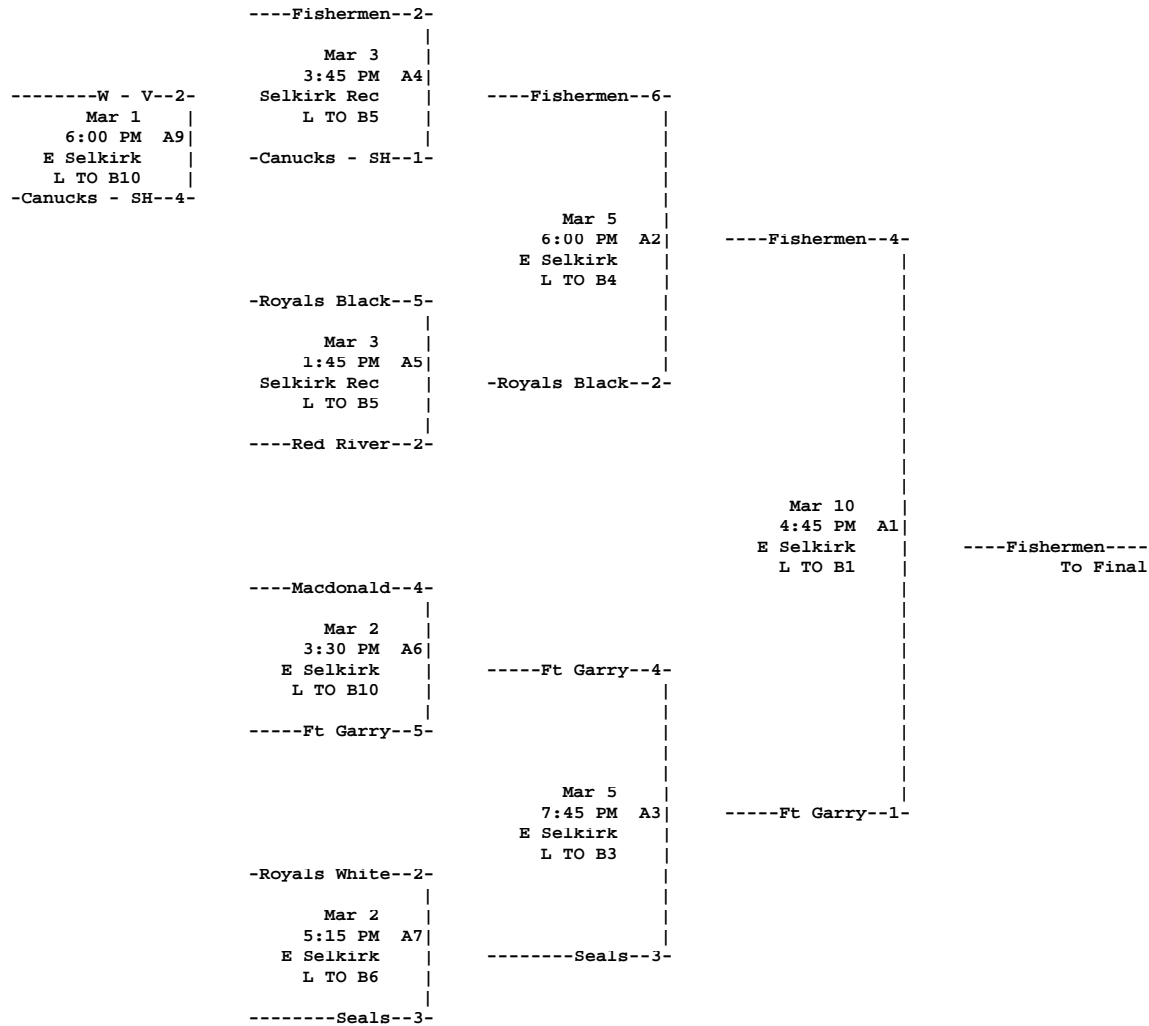 ----Fishermen--2-
|
Mar 3 |
3:45 PM A4|
--------W - V--2- Selkirk Rec | ----Fishermen--6-
Mar 1 | L TO B5 | |
6:00 PM A9| | |
E Selkirk | -Canucks - SH--1- |
L TO B10 | |
-Canucks - SH--4- |
Mar 5 |
6:00 PM A2| ----Fishermen--4-
E Selkirk | |
L TO B4 | |
-Royals Black--5- | |
| | |
Mar 3 | | |
1:45 PM A5| | |
Selkirk Rec | -Royals Black--2- |
L TO B5 | |
| |
----Red River--2- |
|
|
Mar 10 |
4:45 PM A1|
E Selkirk | ----Fishermen----
L TO B1 | To Final
----Macdonald--4- |
| |
Mar 2 | |
3:30 PM A6| |
E Selkirk | -----Ft Garry--4- |
L TO B10 | | |
| | |
-----Ft Garry--5- | |
| |
| |
Mar 5 | |
7:45 PM A3| -----Ft Garry--1-
E Selkirk |
L TO B3 |
-Royals White--2- |
| |
Mar 2 | |
5:15 PM A7| |
E Selkirk | --------Seals--3-
L TO B6 |
|
--------Seals--3-